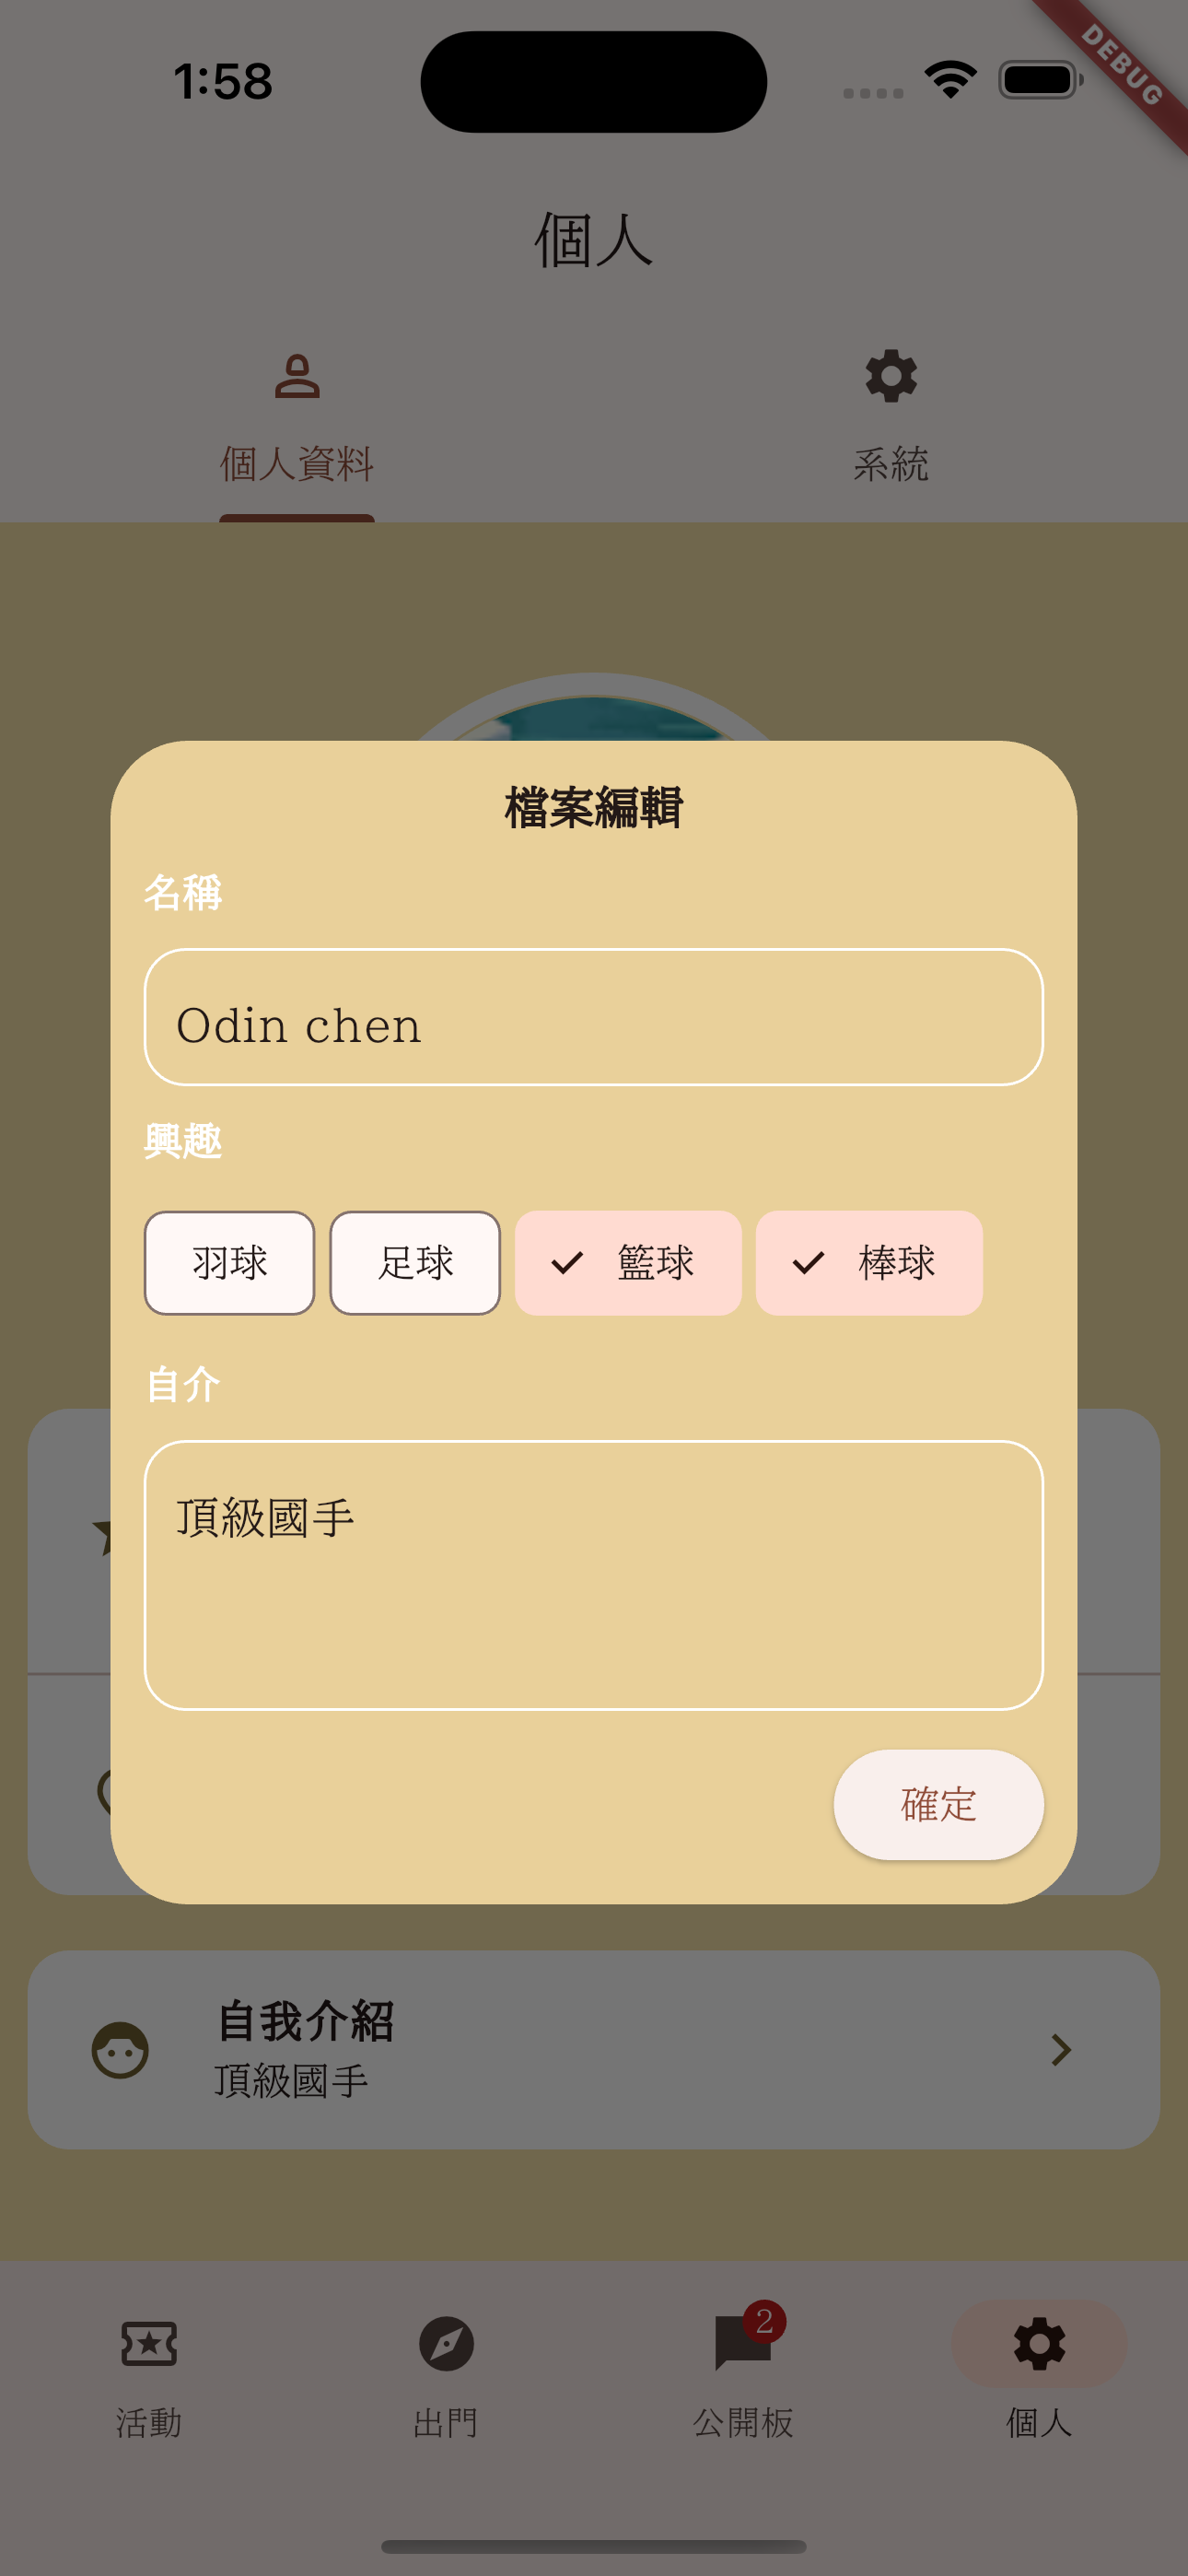 1:58
DEBUG
個人
個人資料
系統
檔案編輯
名稱
Odin chen
興趣
羽球 足球 籃球 棒球
自介
頂級國手
確定
自我介紹
頂級國手
2
活動 出門 公開板 個人